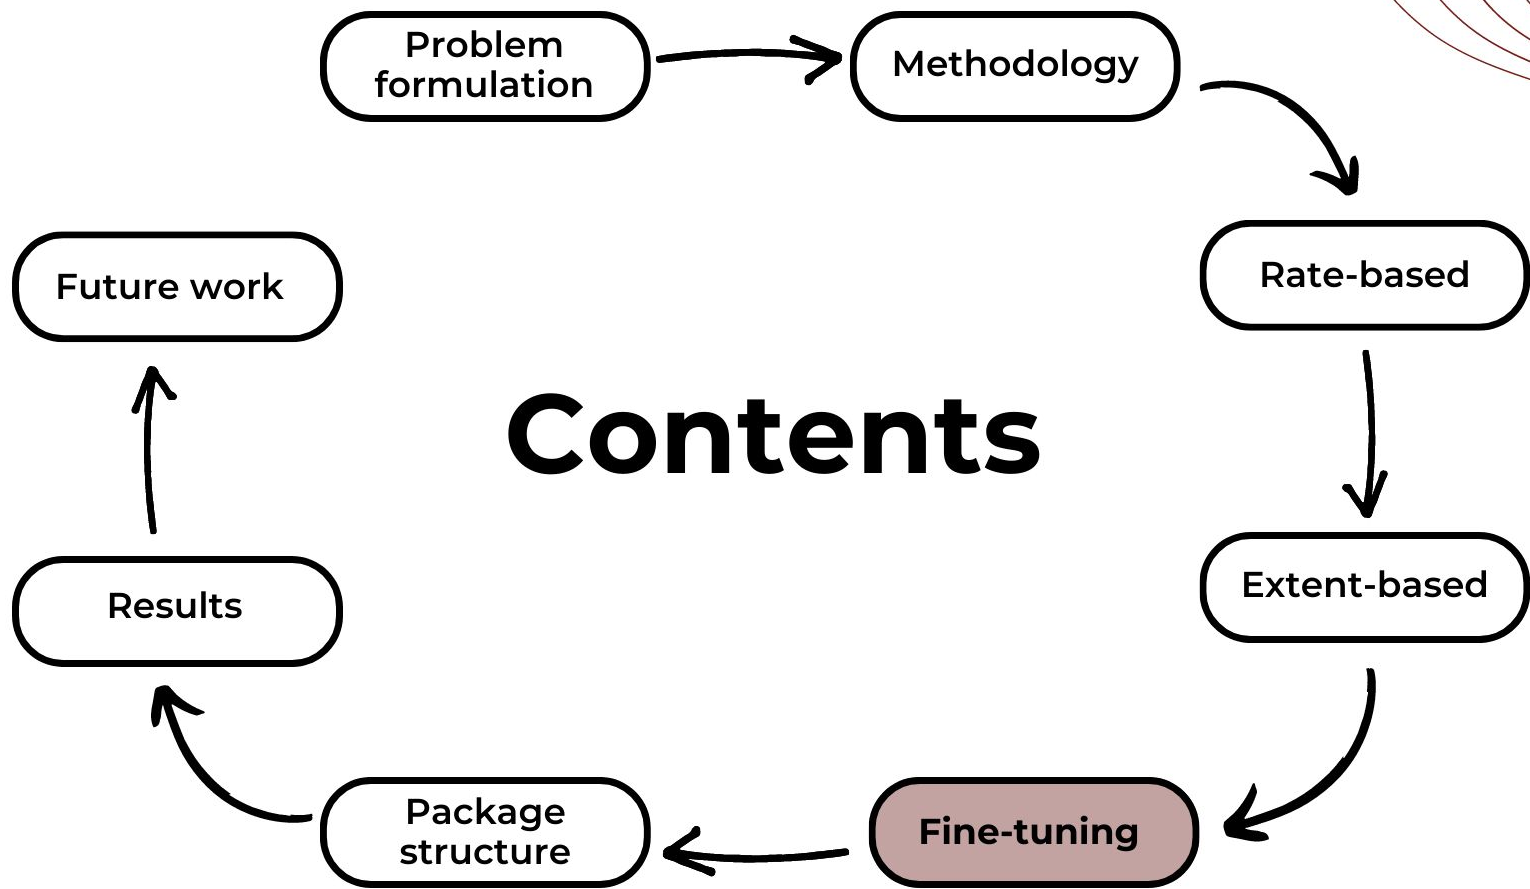 Problem
formulation
Methodology
Rate-based
Extent-based
Fine-tuning
Package
structure
Results
Future work
Contents